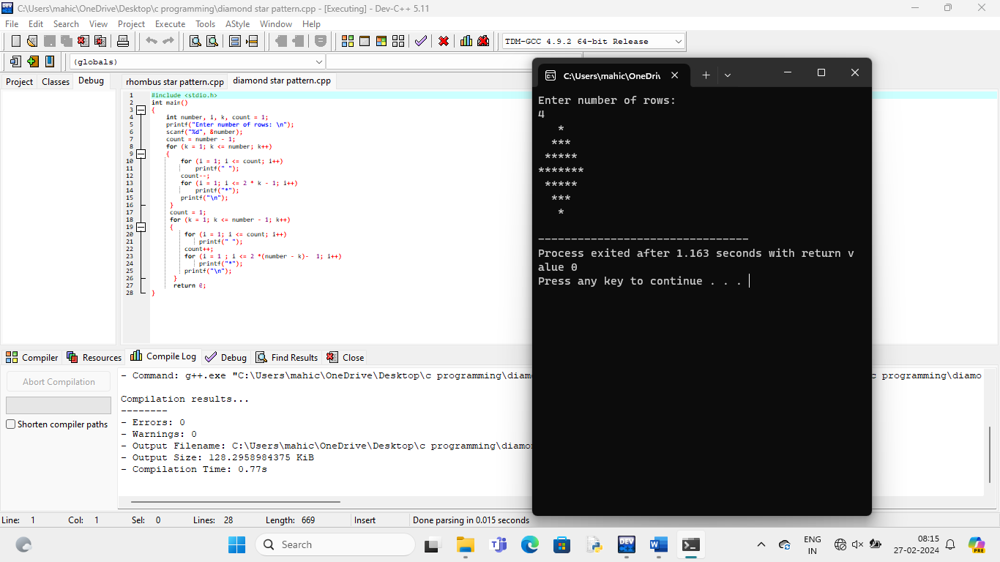 C:\Users\mahic\OneDrive\Desktop\c programming\diamond star pattern.cpp - [Executing] - Dev-C++ 5.11
File Edit Search View Project Execute Tools AStyle Window Help
TDM-GCC 4.9.2 64-bit Release
(globals)
Project Classes Debug
rhombus star pattern.cpp diamond star pattern.cpp
1 #include <stdio.h>
2 int main()
3 {
4 int number, i, k, count = 1;
5 printf("Enter number of rows: \n");
6 scanf("%d", &number);
7 count = number - 1;
8 for (k = 1; k <= number; k++)
9 {
10 for (i = 1; i <= count; i++)
11 printf(" ");
12 count--;
13 for (i = 1; i <= 2 * k - 1; i++)
14 printf("*");
15 printf("\n");
16 }
17 count = 1;
18 for (k = 1; k <= number - 1; k++)
19 {
20 for (i = 1; i <= count; i++)
21 printf(" ");
22 count++;
23 for (i = 1 ; i <= 2 *(number - k)- 1; i++)
24 printf("*");
25 printf("\n");
26 }
27 return 0;
28 }
C:\Users\mahic\OneDri
Enter number of rows:
4
   *
  ***
 *****
*******
 *****
  ***
   *
--------------------------------
Process exited after 1.163 seconds with return v
alue 0
Press any key to continue . . .
Compiler Resources Compile Log Debug Find Results Close
Abort Compilation
Shorten compiler paths
- Command: g++.exe "C:\Users\mahic\OneDrive\Desktop\c programming\diam c programming\diamo
Compilation results...
--------
- Errors: 0
- Warnings: 0
- Output Filename: C:\Users\mahic\OneDrive\Desktop\c programming\diamo
- Output Size: 128.2958984375 KiB
- Compilation Time: 0.77s
Line: 1 Col: 1 Sel: 0 Lines: 28 Length: 669 Insert Done parsing in 0.015 seconds
Search
DEV
W
PRE
ENG
IN
08:15
27-02-2024